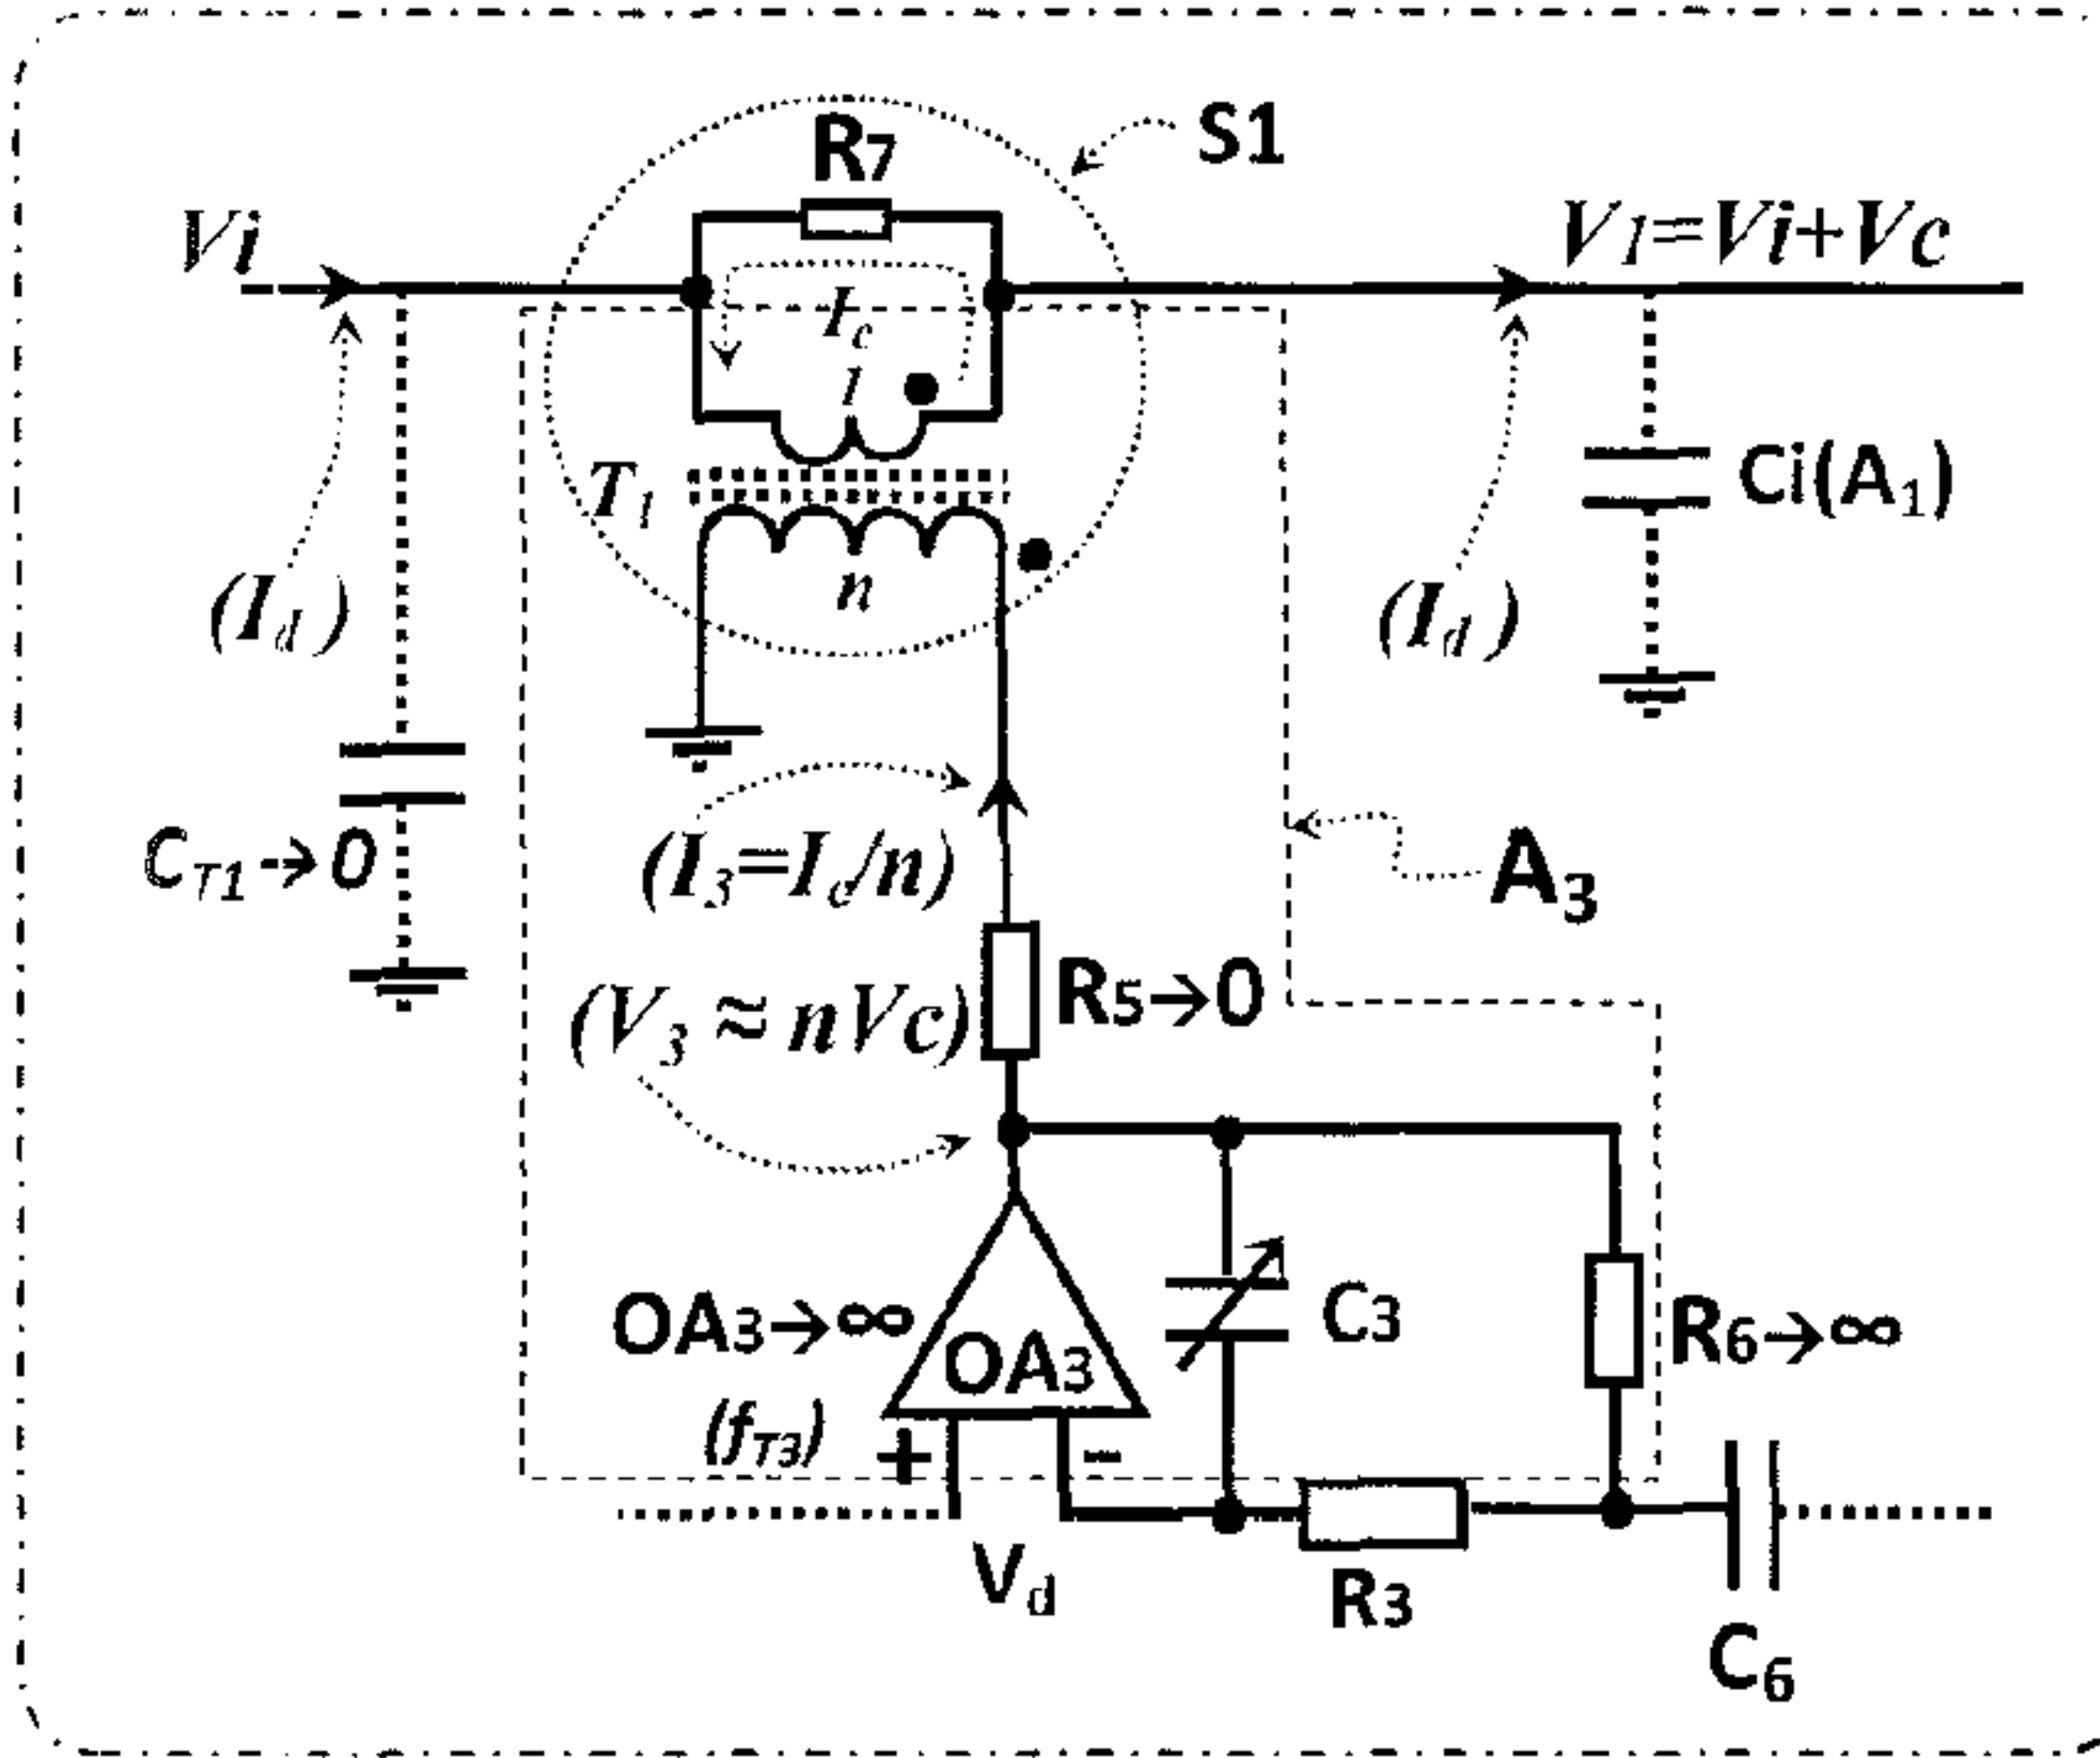 S1
R7
Vi
V1=Vi+Vc
Ic
1
Ci(A1)
T1
n
(Id)
(Id)
CT1→0
(I3=Ic/n)
A3
(V3≈nVc)
R5→0
OA3→∞
OA3
C3
R6→∞
(fT3)
+
-
Vd
R3
C6